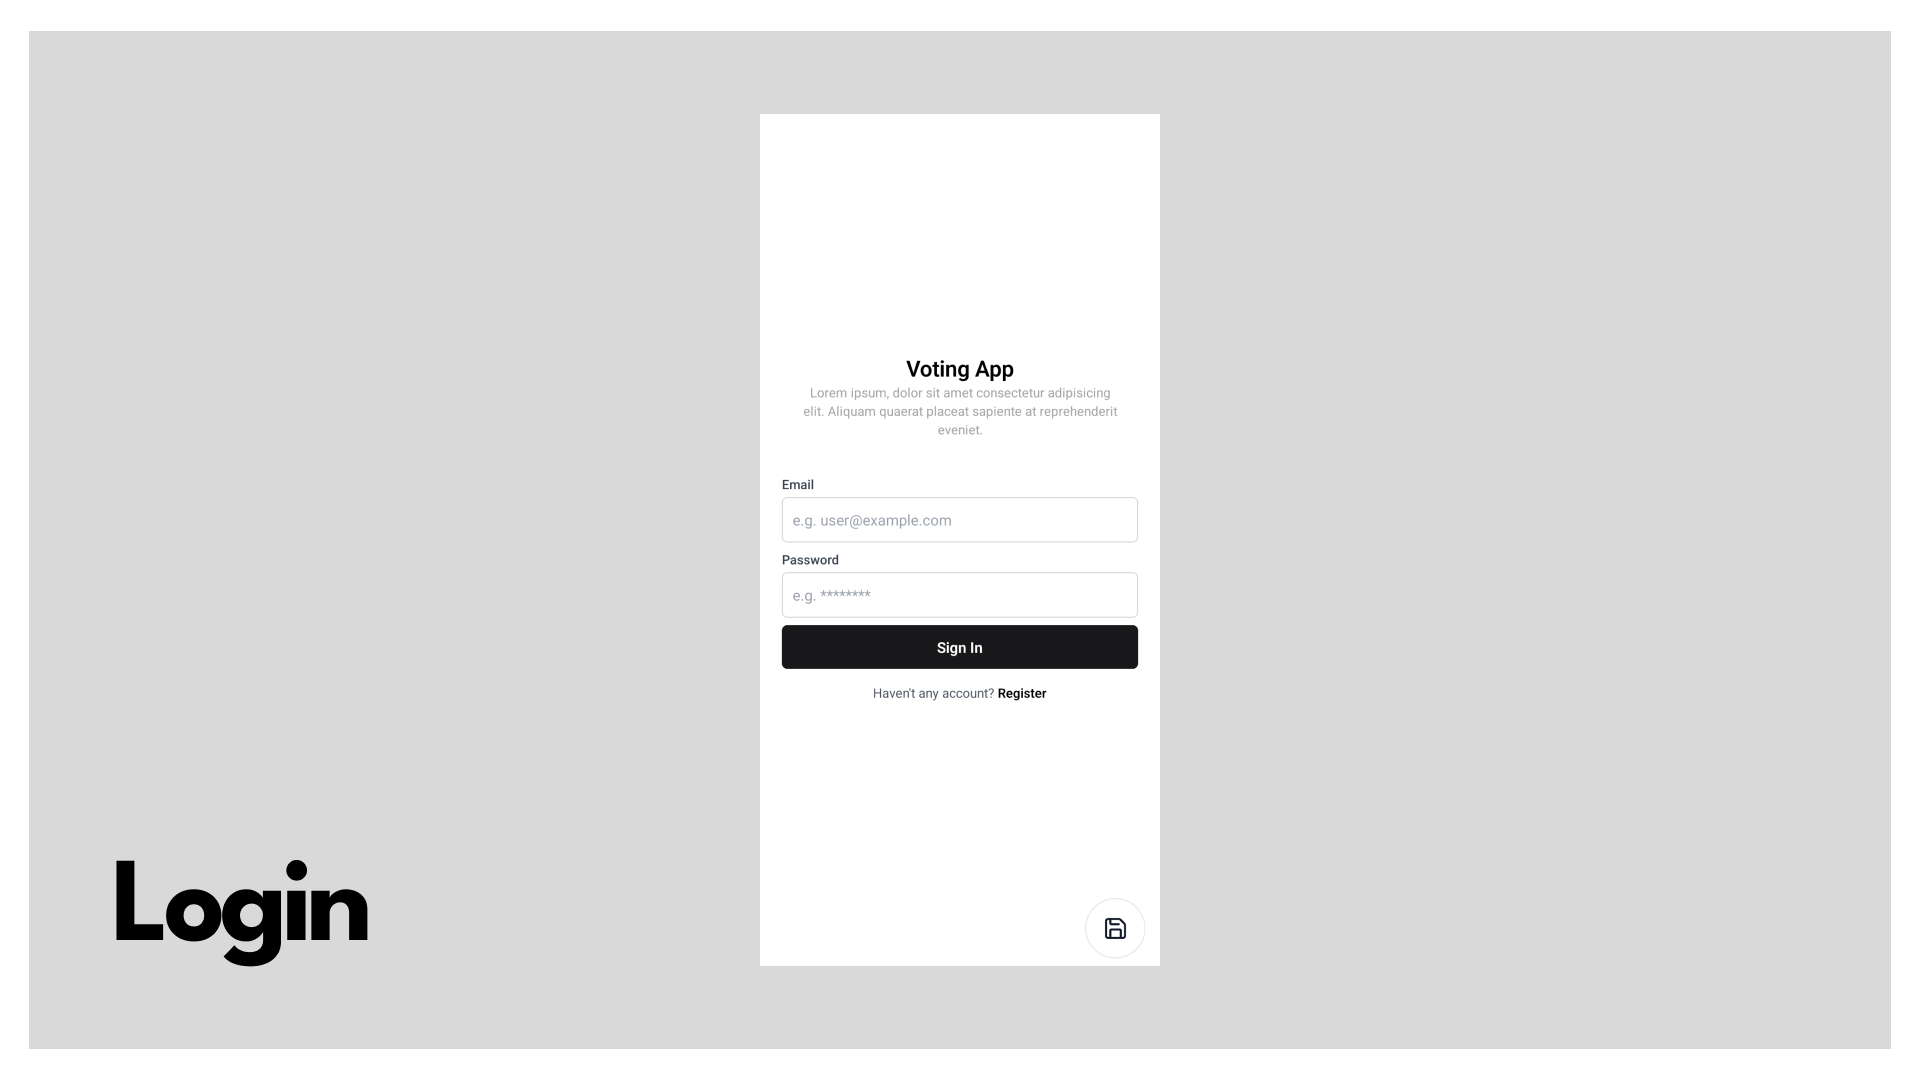 Voting App
Lorem ipsum, dolor sit amet consectetur adipisicing
elit. Aliquam quaerat placeat sapiente at reprehenderit
eveniet.
Email
e.g. user@example.com
Password
e.g. ********
Sign In
Haven't any account? Register
Login